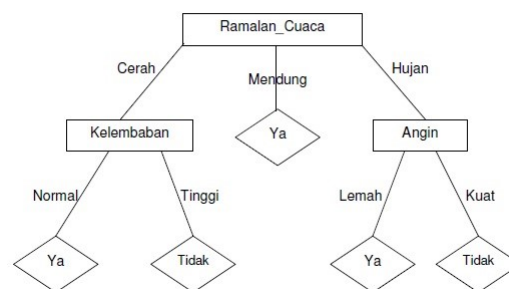 Ramalan_Cuaca
Cerah
Mendung
Hujan
Kelembaban
Ya
Angin
Normal
Tinggi
Lemah
Kuat
Ya
Tidak
Ya
Tidak